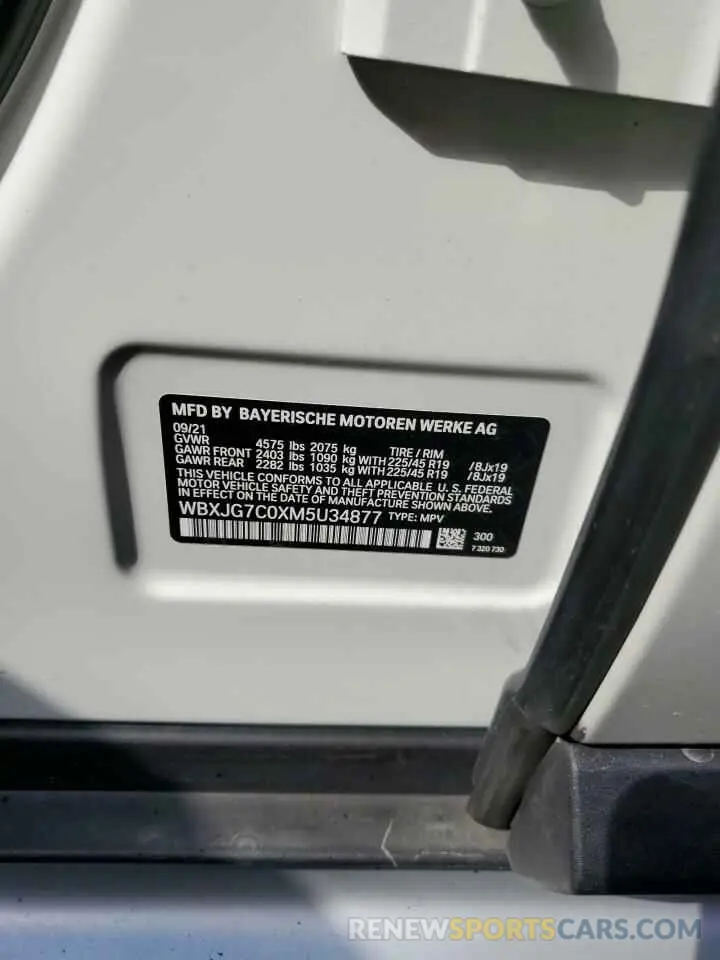 MFD BY BAYERISCHE MOTOREN WERKE AG
09/21
GVWR 4575 lbs 2075 kg TIRE / RIM
GAWR FRONT 2403 lbs 1090 kg WITH 225/45 R19 /8Jx19
GAWR REAR 2282 lbs 1035 kg WITH 225/45 R19 /8Jx19
THIS VEHICLE CONFORMS TO ALL APPLICABLE U.S. FEDERAL
MOTOR VEHICLE SAFETY AND THEFT PREVENTION STANDARDS
IN EFFECT ON THE DATE OF MANUFACTURE SHOWN ABOVE.
WBXJG7C0XM5U34877 TYPE: MPV
300
7 320 730
RENEWSPORTSCARS.COM